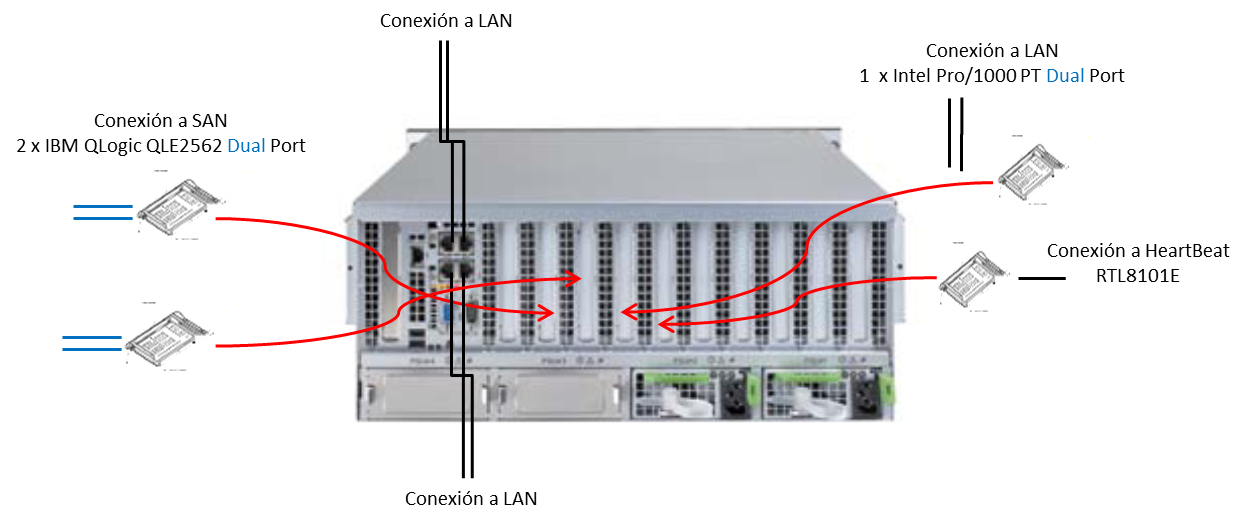 Conexión a LAN
Conexión a LAN
1 x Intel Pro/1000 PT Dual Port
Conexión a SAN
2 x IBM QLogic QLE2562 Dual Port
Conexión a HeartBeat
RTL8101E
Conexión a LAN